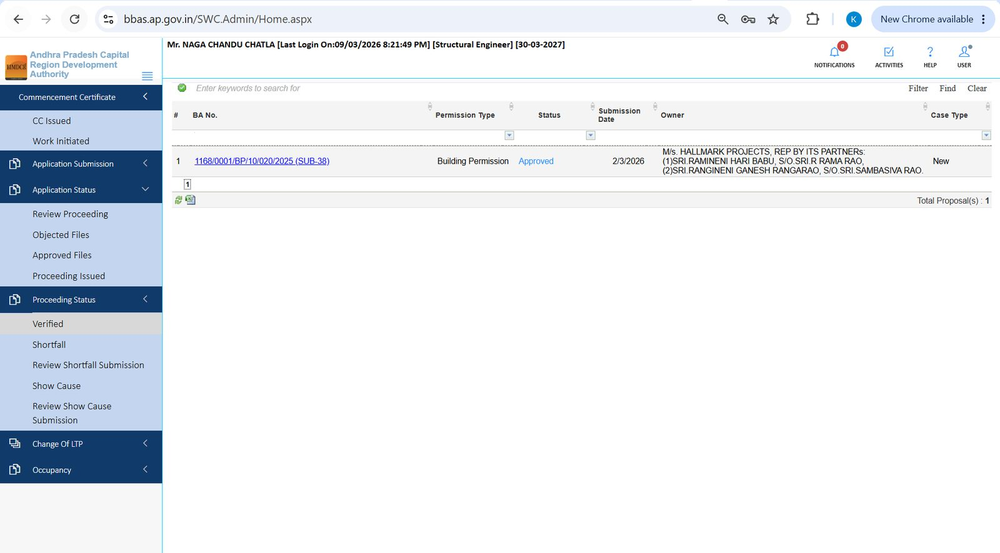 bbas.ap.gov.in/SWC.Admin/Home.aspx
K
New Chrome available
BIMDCR
Andhra Pradesh Capital
Region Development
Authority
Mr. NAGA CHANDU CHATLA [Last Login On:09/03/2026 8:21:49 PM] [Structural Engineer] [30-03-2027]
0
NOTIFICATIONS
ACTIVITIES
HELP
USER
Commencement Certificate
CC Issued
Work Initiated
Application Submission
Application Status
Review Proceeding
Objected Files
Approved Files
Proceeding Issued
Proceeding Status
Verified
Shortfall
Review Shortfall Submission
Show Cause
Review Show Cause
Submission
Change Of LTP
Occupancy
Enter keywords to search for
Filter Find Clear
# BA No. Permission Type Status Submission Date Owner Case Type
1 1168/0001/BP/10/020/2025 (SUB-38) Building Permission Approved 2/3/2026
M/s. HALLMARK PROJECTS, REP BY ITS PARTNERs:
(1)SRI.RAMINENI HARI BABU, S/O.SRI.R RAMA RAO,
(2)SRI.RANGINENI GANESH RANGARAO, S/O.SRI.SAMBASIVA RAO.
New
1
Total Proposal(s) : 1